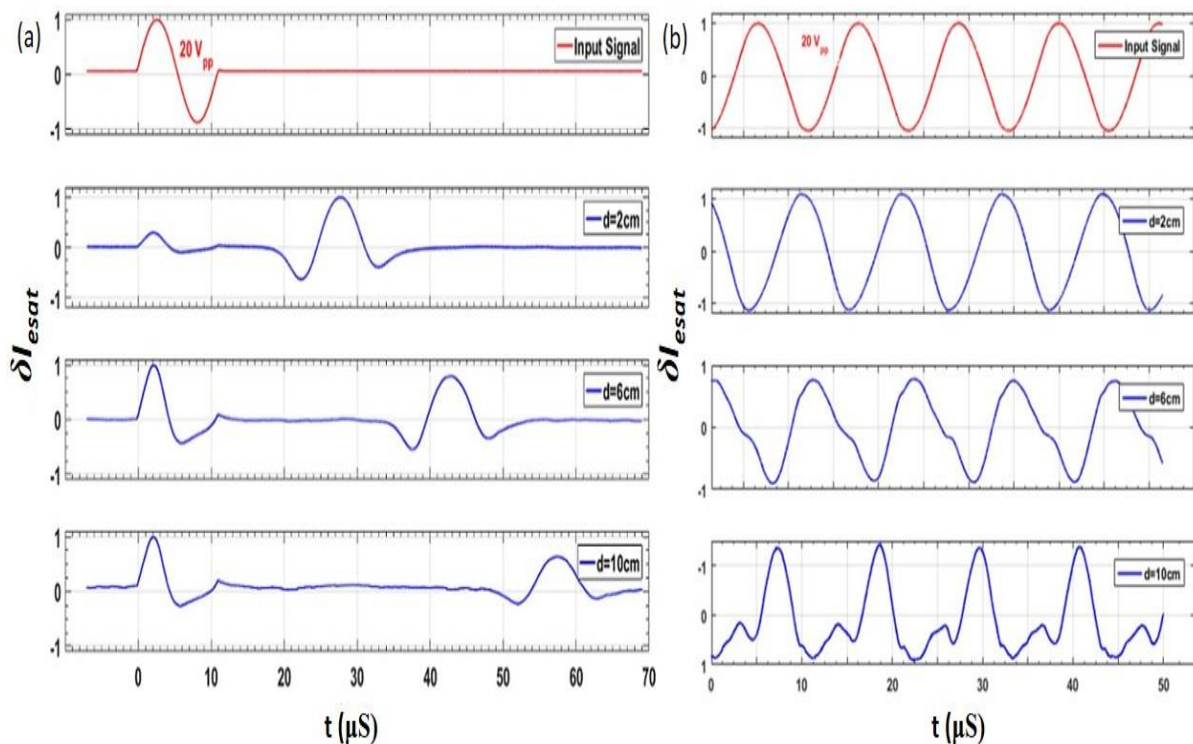 (a)
1
0
-1
20 Vpp
Input Signal
1
0
-1
d=2cm
1
0
-1
d=6cm
1
0
-1
d=10cm
0 10 20 30 40 50 60 70
t (μS)
δIesat
(b)
1
0
-1
20 Vpp
Input Signal
1
0
-1
d=2cm
1
0
-1
d=6cm
-1
0
1
d=10cm
0 10 20 30 40 50
t (μS)
δIesat